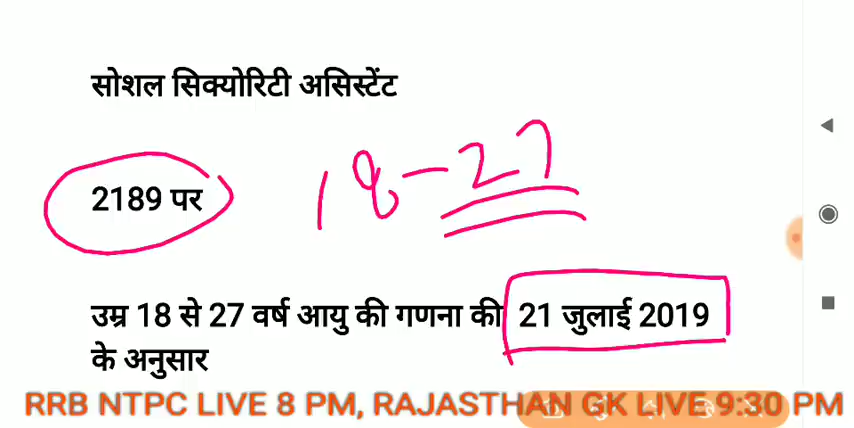 सोशल सिक्योरिटी असिस्टेंट
2189 पर
18-27
उम्र 18 से 27 वर्ष आयु की गणना की 21 जुलाई 2019
के अनुसार
RRB NTPC LIVE 8 PM, RAJASTHAN GK LIVE 9:30 PM